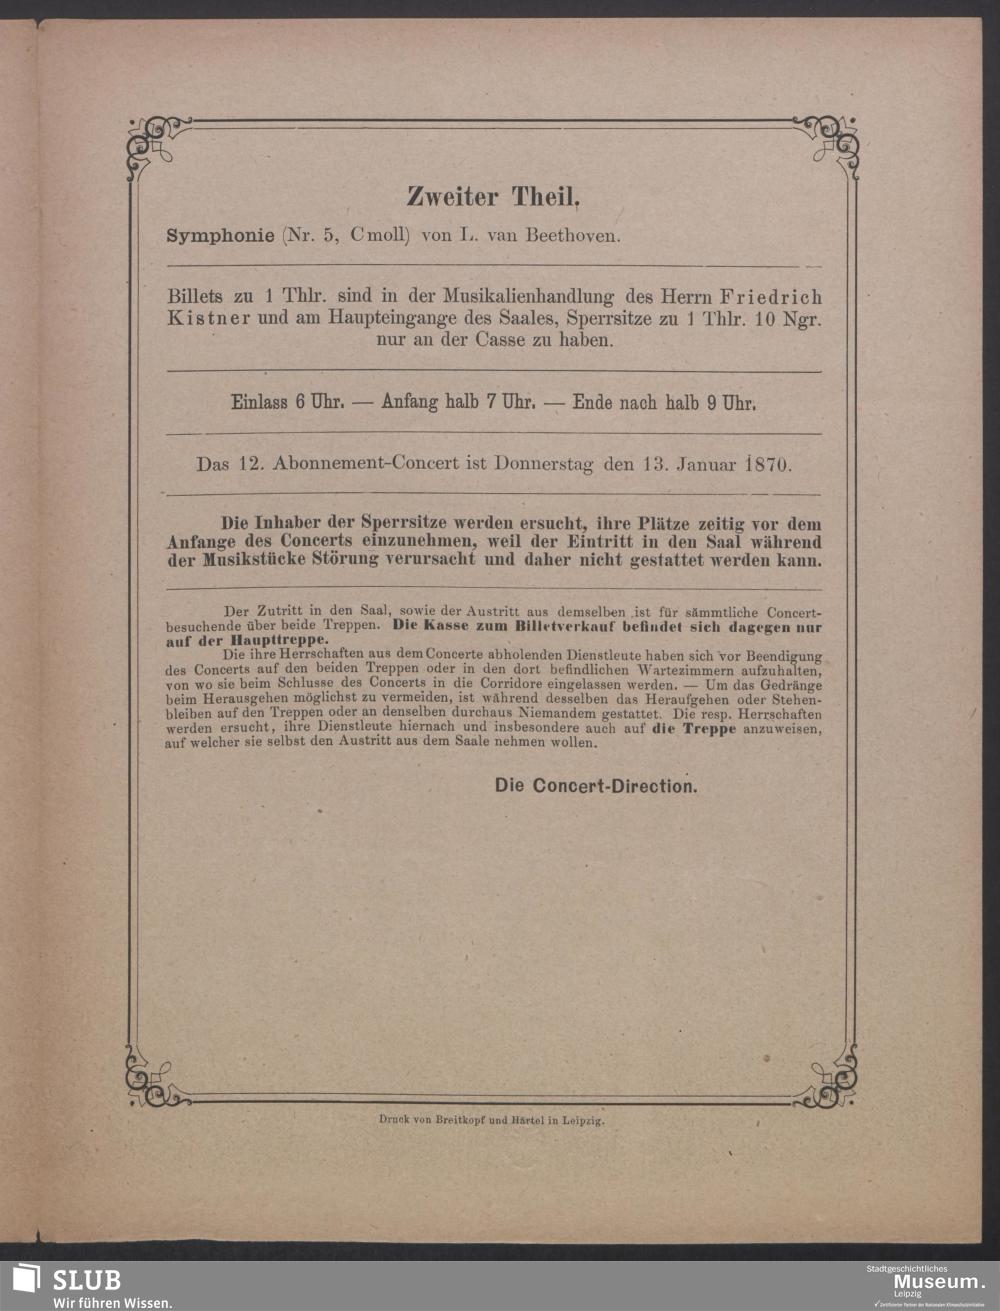 Zweiter Theil.
Symphonie (Nr. 5, C moll) von L. van Beethoven.
Billets zu 1 Thlr. sind in der Musikalienhandlung des Herrn Friedrich
Kistner und am Haupteingange des Saales, Sperrsitze zu 1 Thlr. 10 Ngr.
nur an der Casse zu haben.
Einlass 6 Uhr. — Anfang halb 7 Uhr. — Ende nach halb 9 Uhr.
Das 12. Abonnement-Concert ist Donnerstag den 13. Januar 1870.
Die Inhaber der Sperrsitze werden ersucht, ihre Plätze zeitig vor dem
Anfange des Concerts einzunehmen, weil der Eintritt in den Saal während
der Musikstücke Störung verursacht und daher nicht gestattet werden kann.
Der Zutritt in den Saal, sowie der Austritt aus demselben ist für sämmtliche Concert-
besuchende über beide Treppen. Die Kasse zum Billetverkauf befindet sich dagegen nur
auf der Haupttreppe.
Die ihre Herrschaften aus dem Concerte abholenden Dienstleute haben sich vor Beendigung
des Concerts auf den beiden Treppen oder in den dort befindlichen Wartezimmern aufzuhalten,
von wo sie beim Schlusse des Concerts in die Corridore eingelassen werden. — Um das Gedränge
beim Herausgehen möglichst zu vermeiden, ist während desselben das Heraufgehen oder Stehen-
bleiben auf den Treppen oder an denselben durchaus Niemandem gestattet. Die resp. Herrschaften
werden ersucht, ihre Dienstleute hiernach und insbesondere auch auf die Treppe anzuweisen,
auf welcher sie selbst den Austritt aus dem Saale nehmen wollen.
Die Concert-Direction.
Druck von Breitkopf und Härtel in Leipzig.
SLUB
Wir führen Wissen.
Stadtgeschichtliches
Museum.
Leipzig
Zertifizierter Partner der Nationalen Klimaschutzinitiative